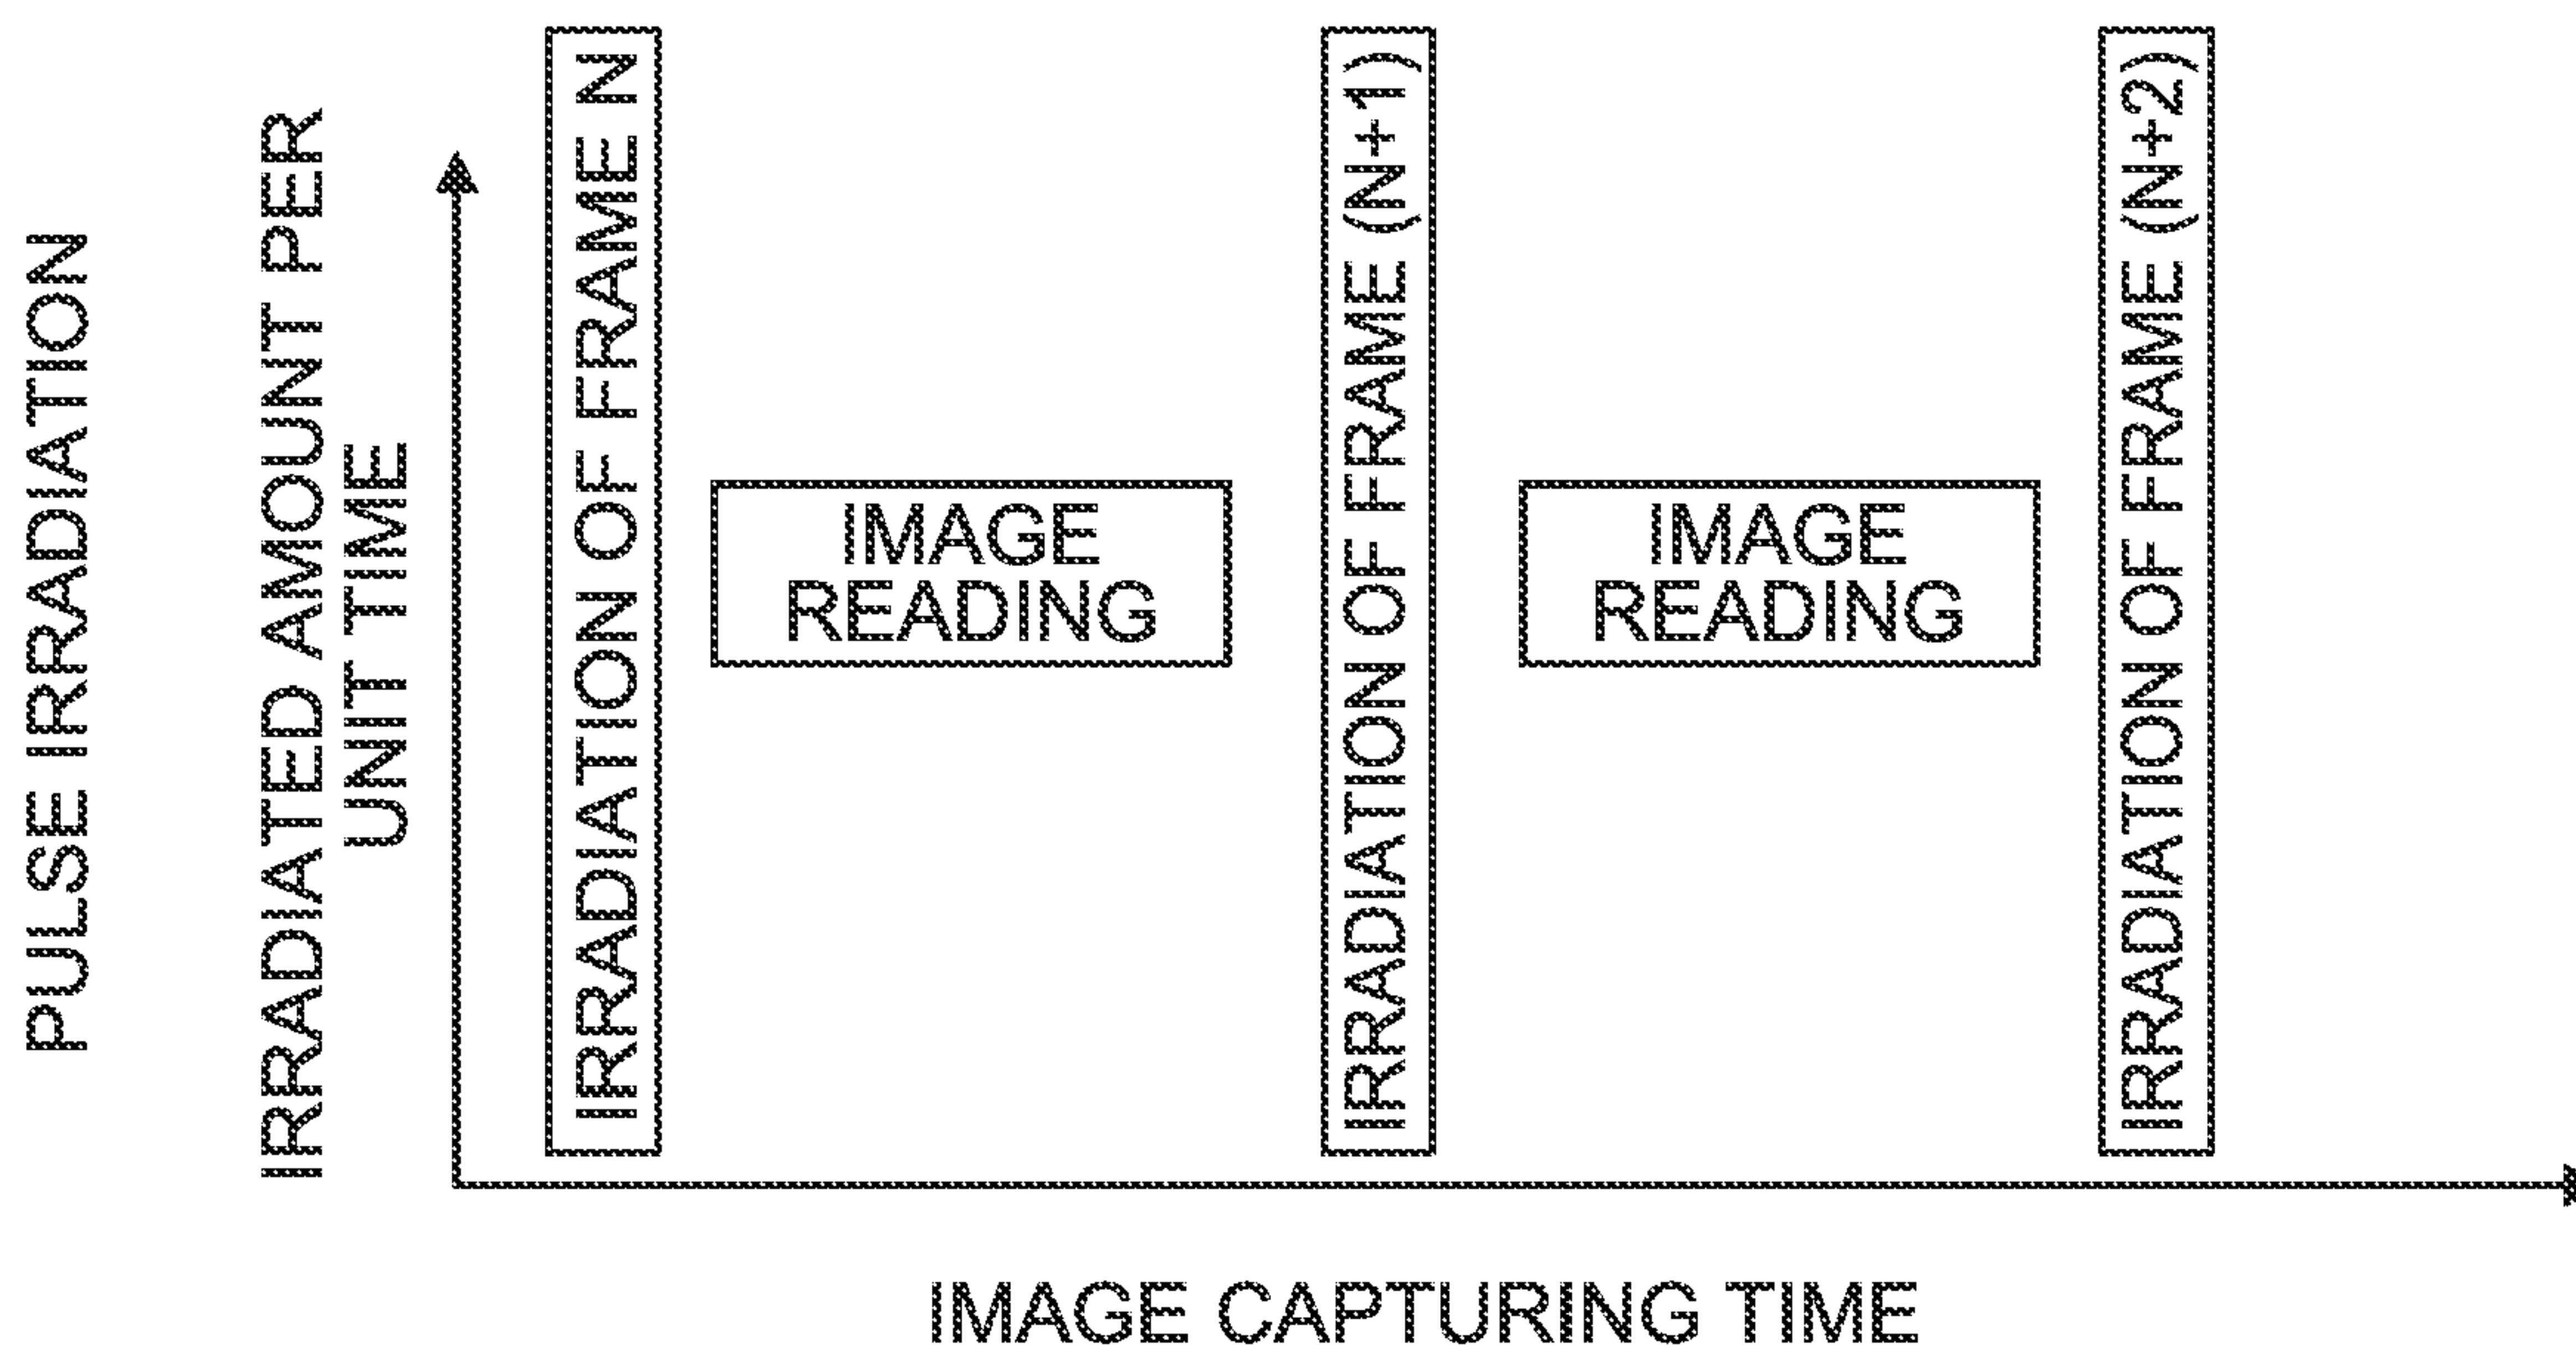 PULSE IRRADIATION
IRRADIATED AMOUNT PER
UNIT TIME
IRRADIATION OF FRAME N
IMAGE
READING
IRRADIATION OF FRAME (N+1)
IMAGE
READING
IRRADIATION OF FRAME (N+2)
IMAGE CAPTURING TIME